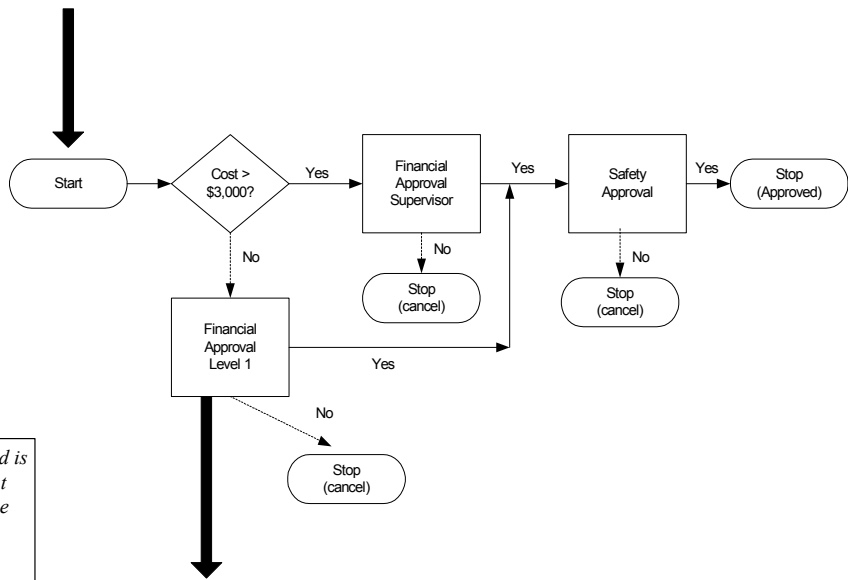 Start
Cost >
$3,000?
Yes
Financial
Approval
Supervisor
Yes
Safety
Approval
Yes
Stop
(Approved)
No
No
Stop
(cancel)
No
Stop
(cancel)
Financial
Approval
Level 1
Yes
No
Stop
(cancel)
d is
t
e